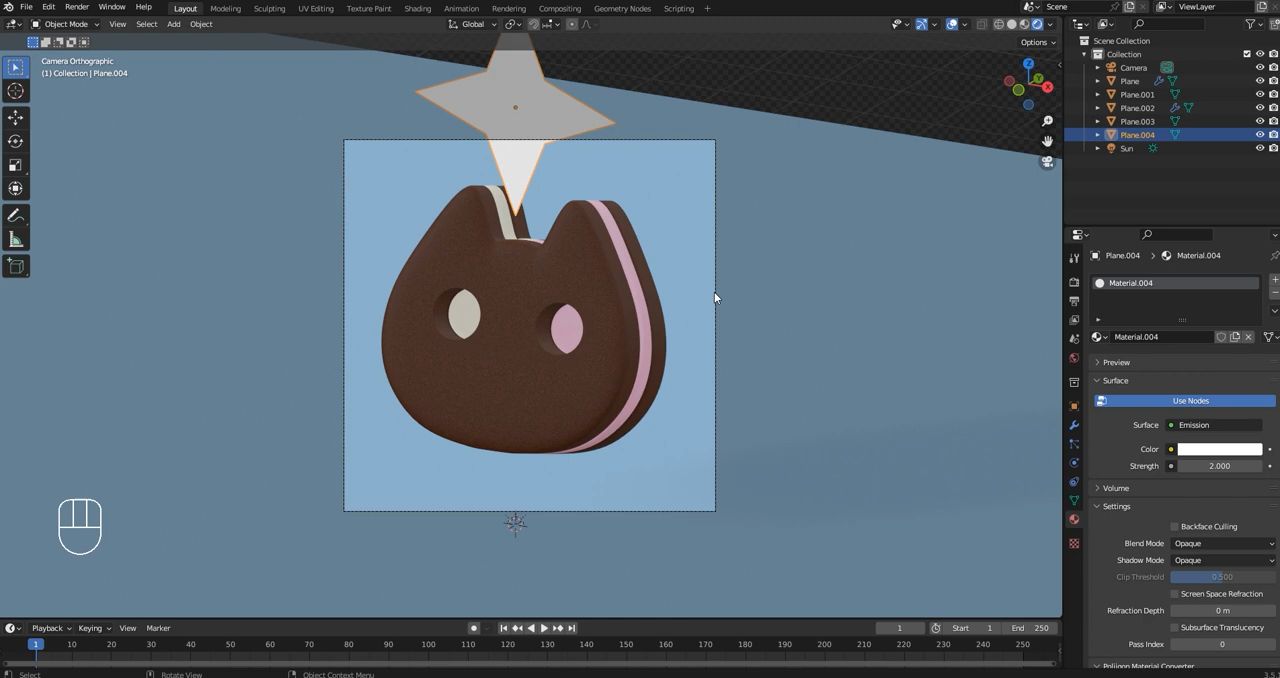 File Edit Render Window Help Layout Modeling Sculpting UV Editing Texture Paint Shading Animation Rendering Compositing Geometry Nodes Scripting + Scene ViewLayer
Object Mode View Select Add Object Global
Options
Camera Orthographic
(1) Collection | Plane.004
Z
Y
X
Scene Collection
Collection
Camera
Plane
Plane.001
Plane.002
Plane.003
Plane.004
Sun
Plane.004 > Material.004
Material.004
Material.004
Preview
Surface
Use Nodes
Surface Emission
Color
Strength 2.000
Volume
Settings
Backface Culling
Blend Mode Opaque
Shadow Mode Opaque
Clip Threshold 0.500
Screen Space Refraction
Refraction Depth 0 m
Subsurface Translucency
Pass Index 0
Poliigon Material Converter
Playback Keying View Marker 1 Start 1 End 250
1 10 20 30 40 50 60 70 80 90 100 110 120 130 140 150 160 170 180 190 200 210 220 230 240 250
Select Rotate View Object Context Menu 3.5